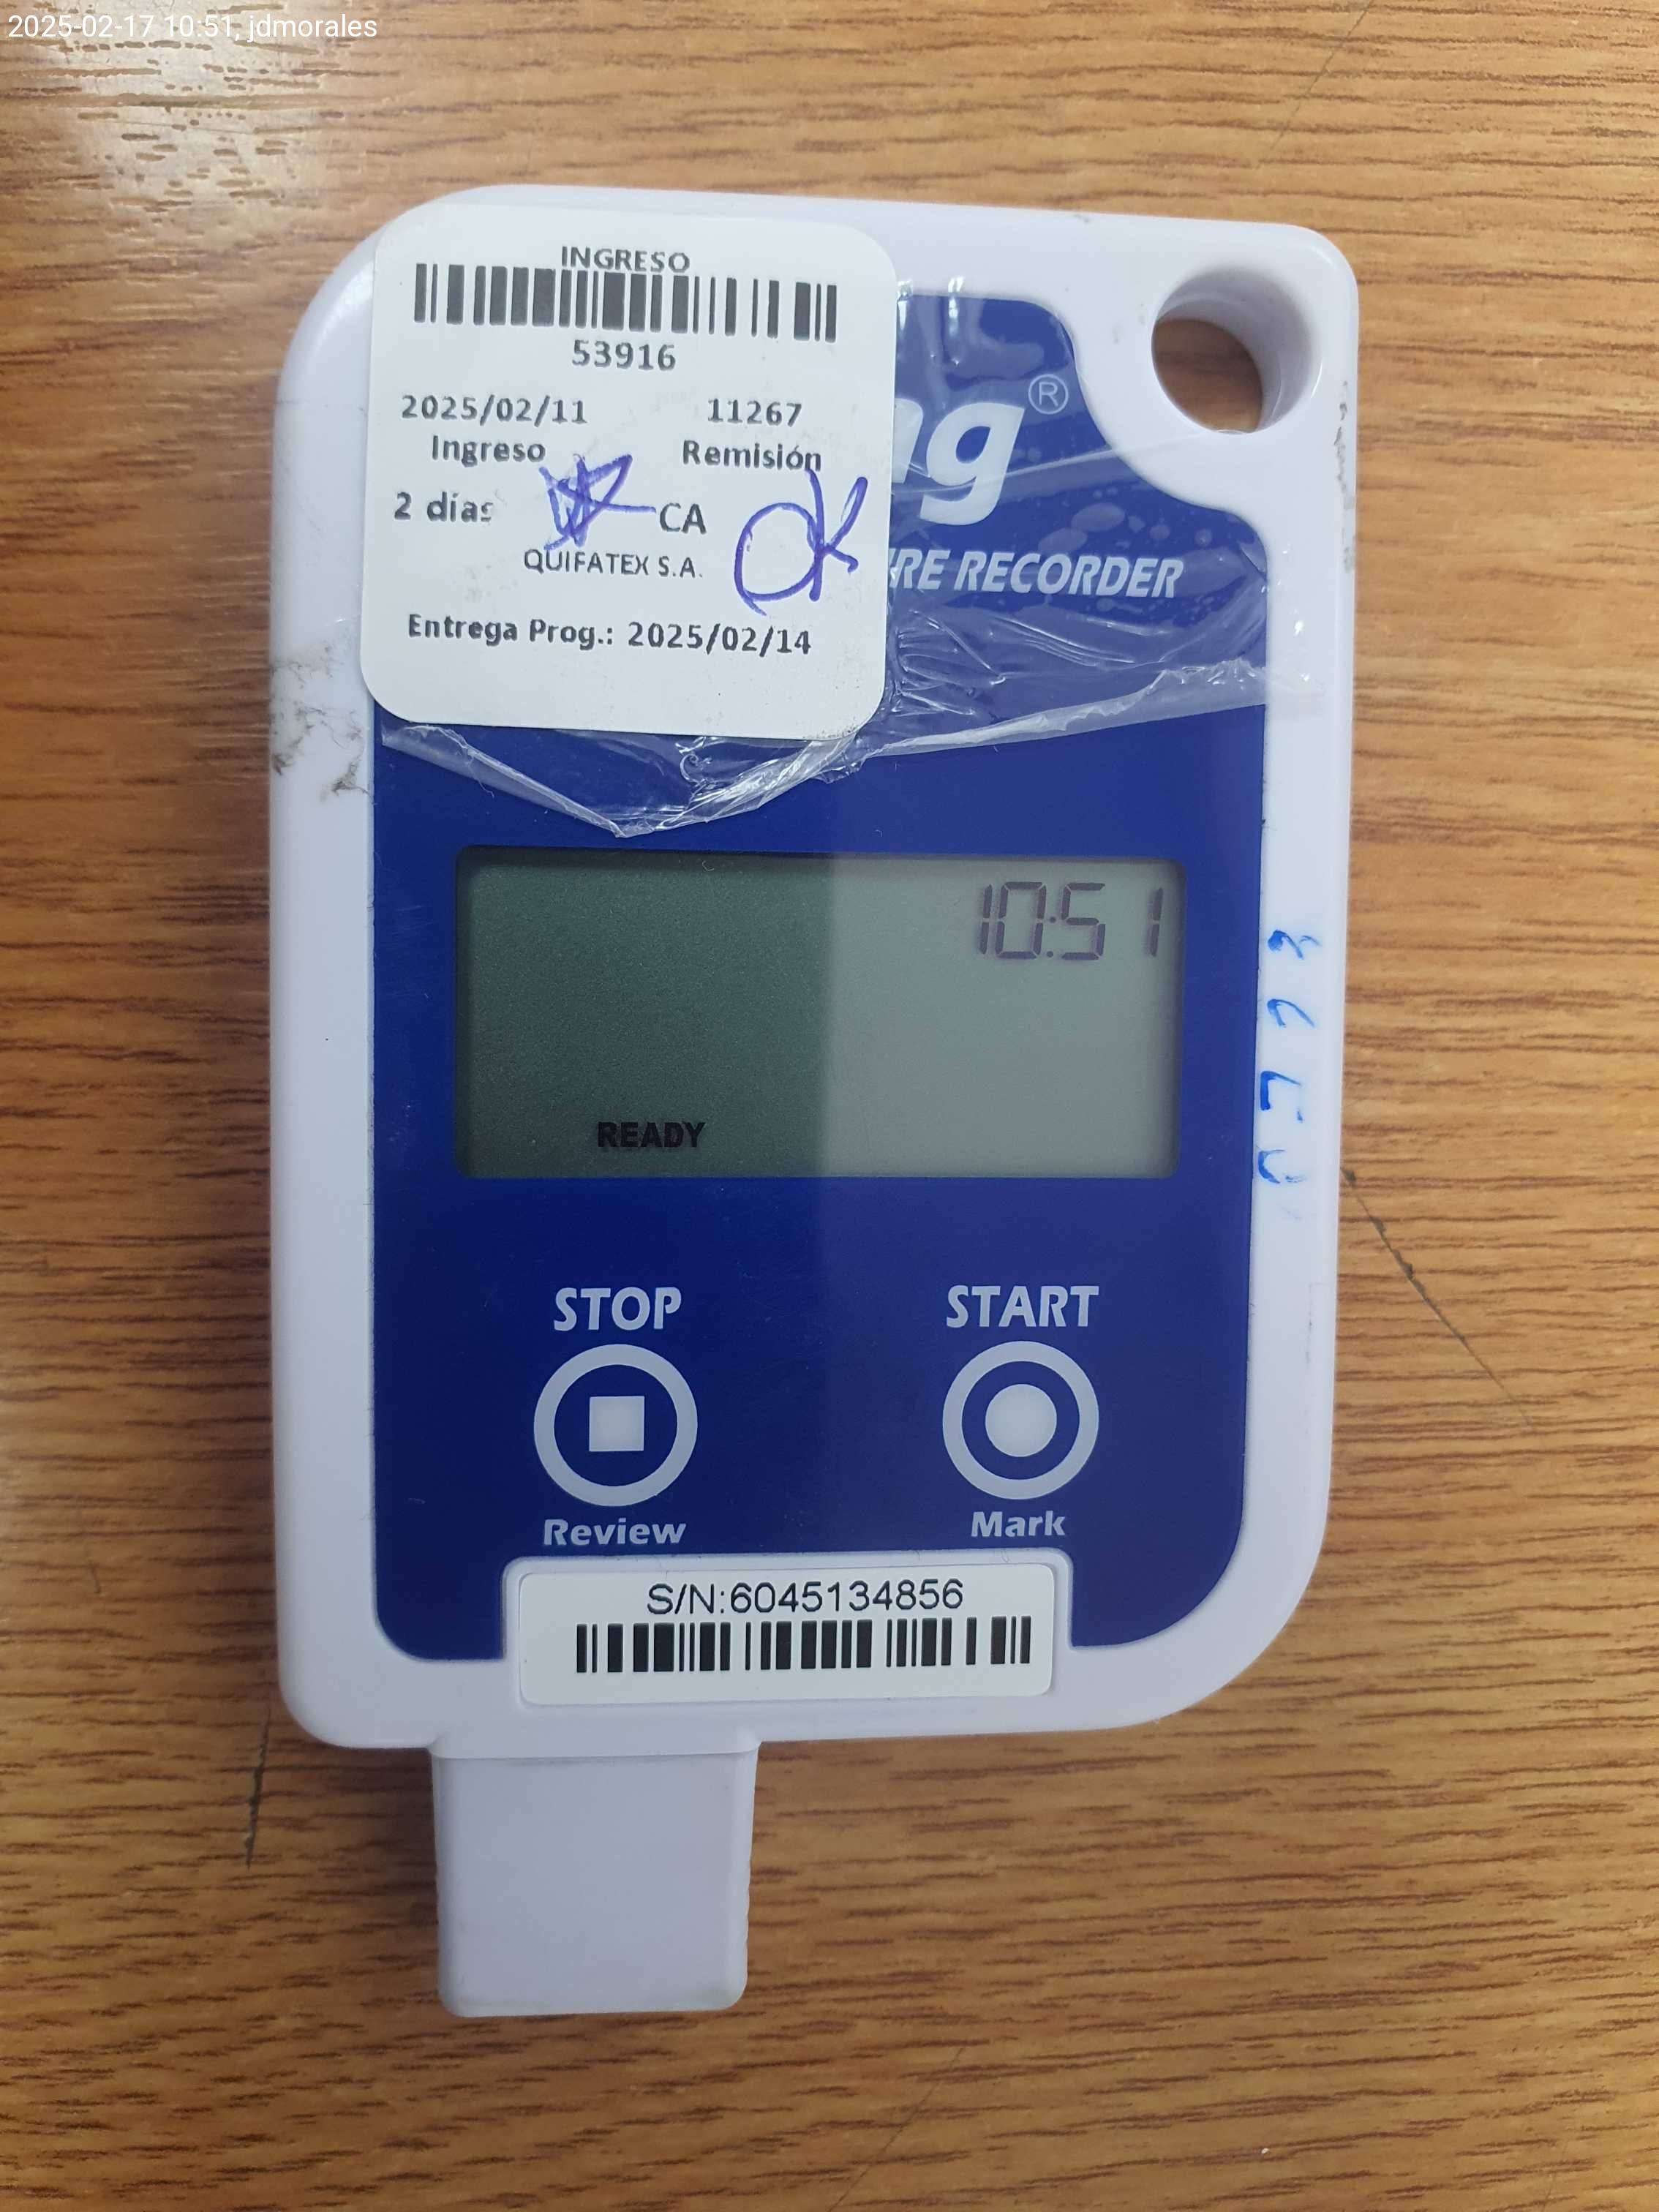 2025-02-17 10:51, jdmorales
INGRESO
53916
2025/02/11 11267
Ingreso Remisión
2 días CA OK
QUIFATEX S.A.
Entrega Prog.: 2025/02/14
®
RECORDER
10:51
READY
STOP START
Review Mark
S/N:6045134856